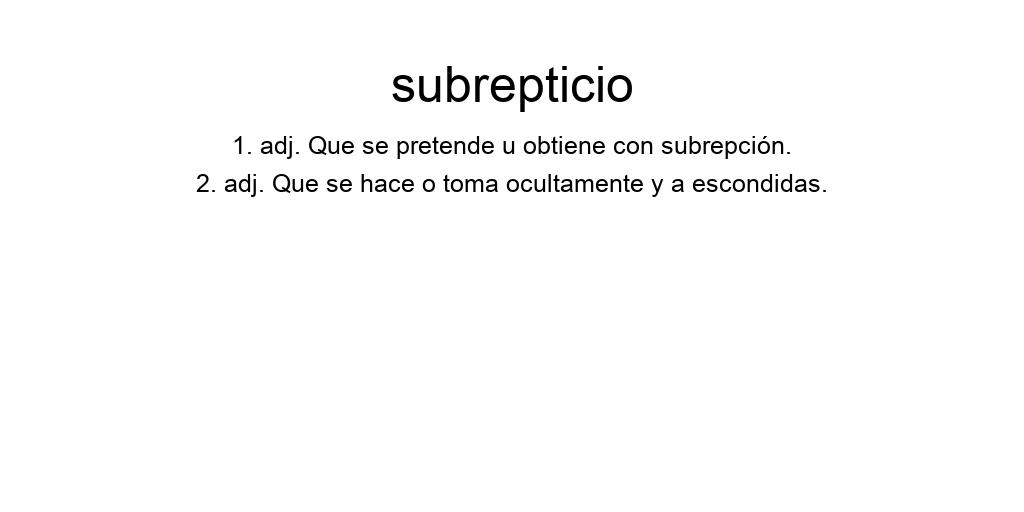 subrepticio
1. adj. Que se pretende u obtiene con subrepción.
2. adj. Que se hace o toma ocultamente y a escondidas.